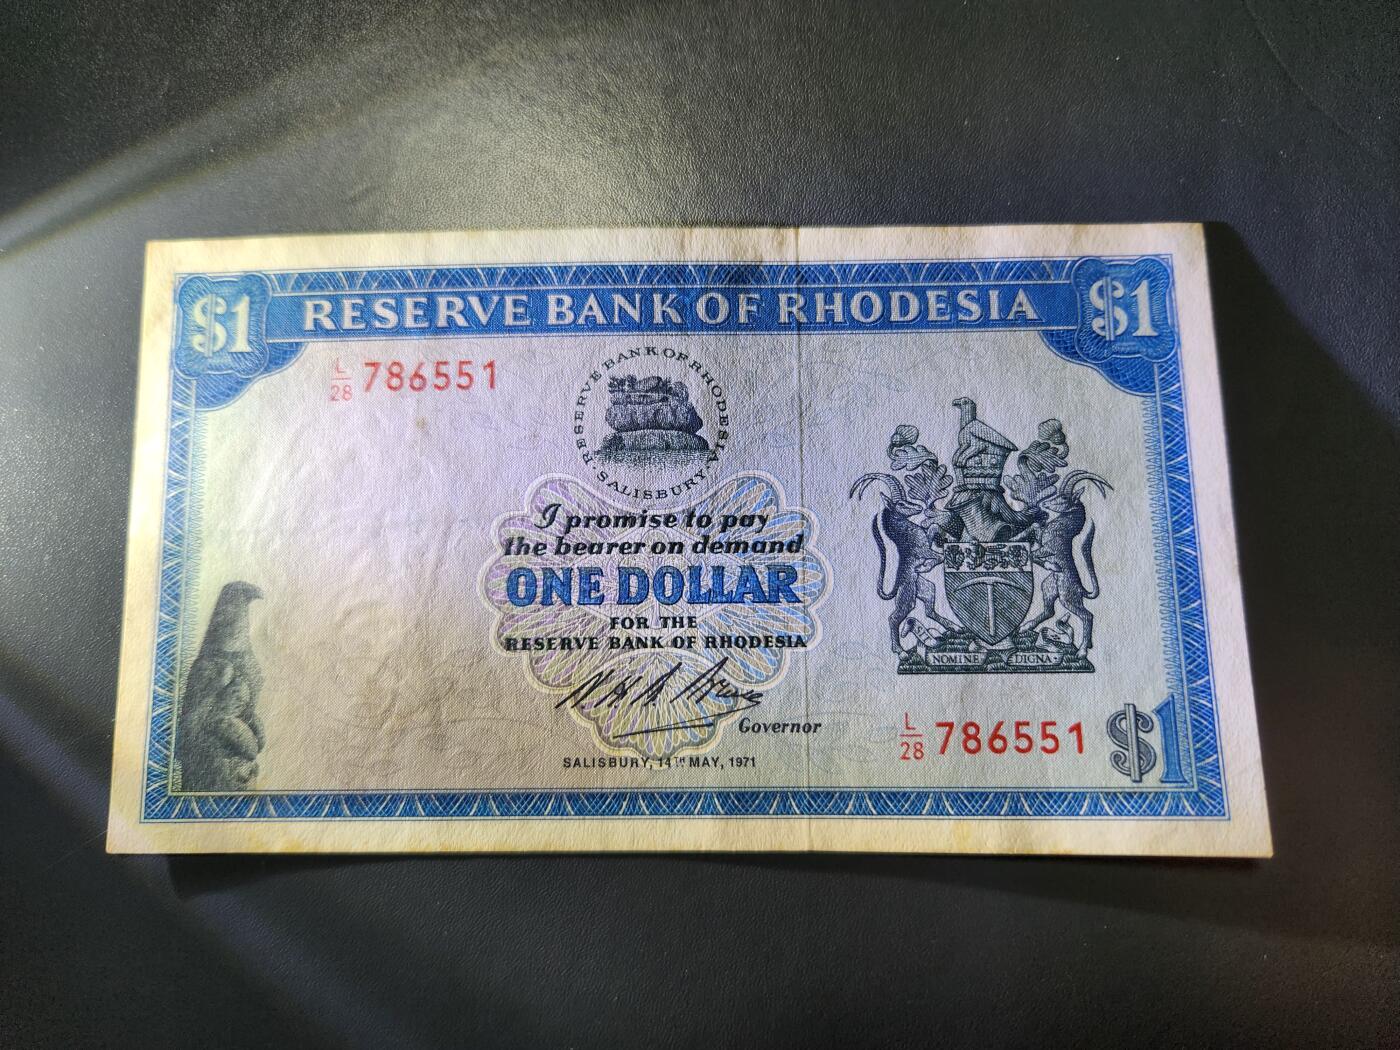 $1
RESERVE BANK OF RHODESIA
$1
L/28 786551
RESERVE BANK OF RHODESIA
· SALISBURY ·
I promise to pay
the bearer on demand
ONE DOLLAR
FOR THE
RESERVE BANK OF RHODESIA
Governor
SALISBURY, 14TH MAY, 1971
SIT
NOMINE DIGNA
L/28 786551
$1